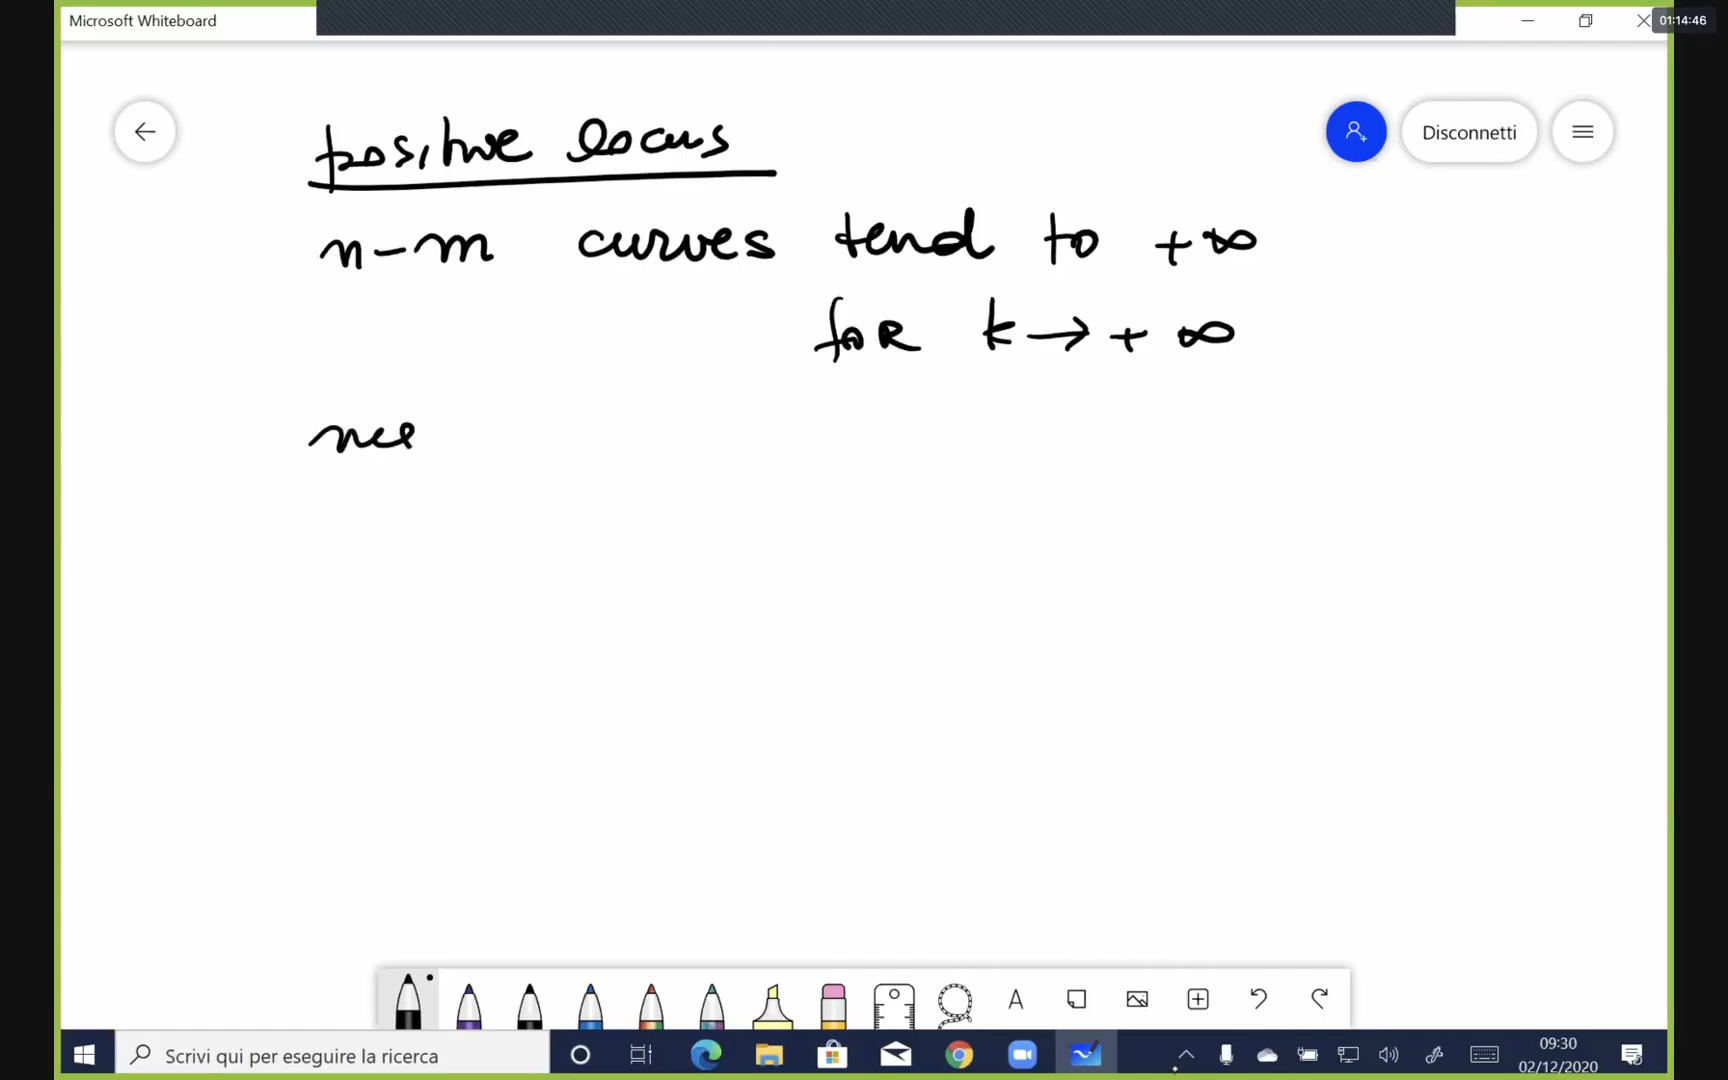 Microsoft Whiteboard
01:14:46
Disconnetti
positive locus
n-m curves tend to +∞
for k → + ∞
A
Scrivi qui per eseguire la ricerca
09:30
02/12/2020